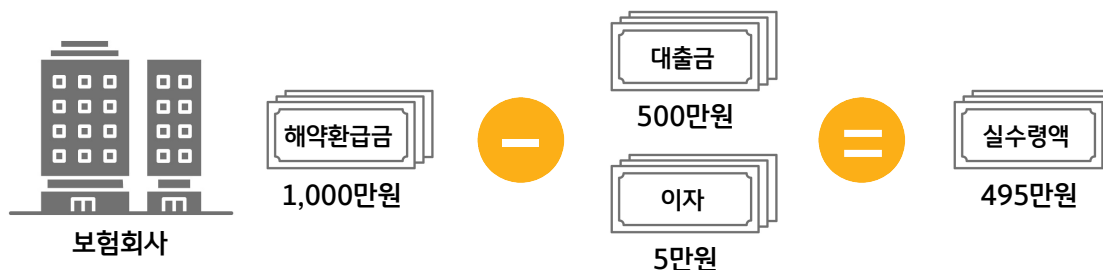 보험회사
해약환급금
1,000만원
대출금
500만원
이자
5만원
실수령액
495만원